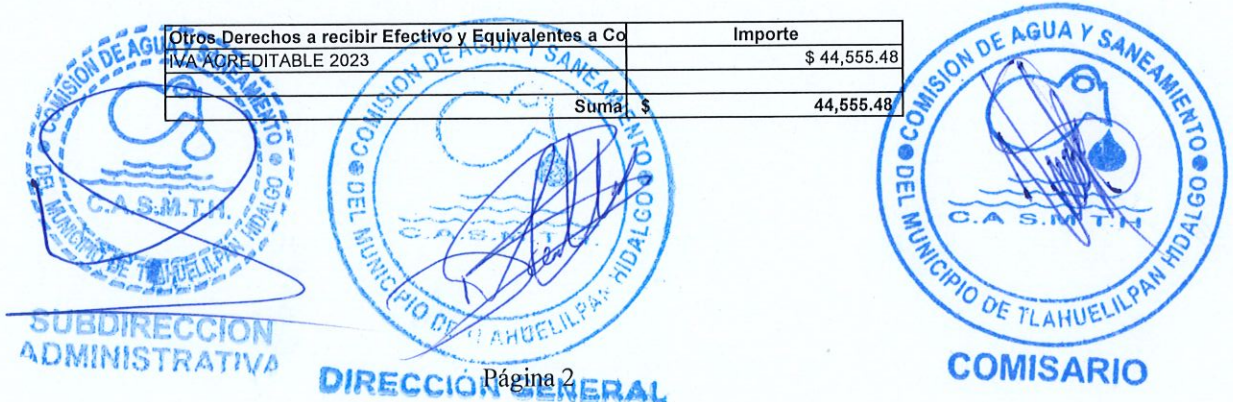 Otros Derechos a recibir Efectivo y Equivalentes a Co Importe
IVA ACREDITABLE 2023 $ 44,555.48
Suma $ 44,555.48
COMISION DE AGUA Y SANEAMIENTO
DEL MUNICIPIO DE TLAHUELILPAN HIDALGO
C.A.S.M.T.H.
SUBDIRECCION
ADMINISTRATIVA
COMISION DE AGUA Y SANEAMIENTO
DEL MUNICIPIO DE TLAHUELILPAN HIDALGO
C.A.S.M.T.H.
DIRECCIÓN GENERAL
Página 2
COMISION DE AGUA Y SANEAMIENTO
DEL MUNICIPIO DE TLAHUELILPAN HIDALGO
C.A S.M.T.H
COMISARIO